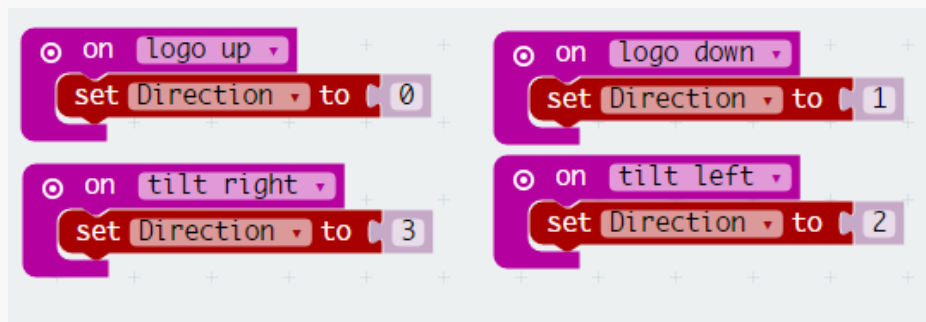 on logo up
set Direction to 0
on logo down
set Direction to 1
on tilt right
set Direction to 3
on tilt left
set Direction to 2